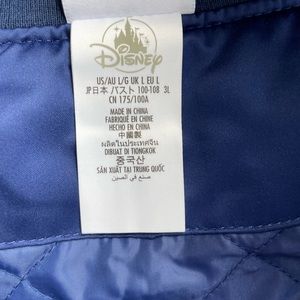 Disney
US/AU L/G UK L EU L
JP日本 バスト 100-108 3L
CN 175/100A
MADE IN CHINA
FABRIQUÉ EN CHINE
HECHO EN CHINA
中國製
ผลิตในประเทศจีน
DIBUAT DI TIONGKOK
중국산
SẢN XUẤT TẠI TRUNG QUỐC
صنع في الصين